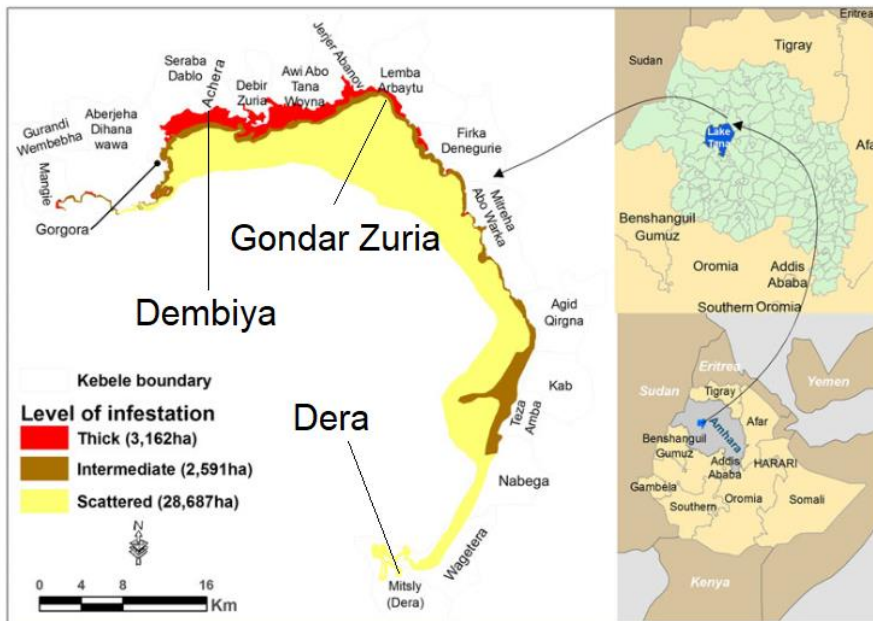 Seraba
Dablo
Achera
Debir
Zuria
Awi Abo
Tana
Woyna
Jerjer Abanov
Lemba
Arbaytu
Gurandi
Wembebha
Aberjeha
Dihana
wawa
Mangie
Gorgora
Firka
Denegurie
Mitreha
Abo Warka
Gondar Zuria
Dembiya
Agid
Qirgna
Kab
Teza
Amba
Dera
Nabega
Wagetera
Mitsly
(Dera)
Kebele boundary
Level of infestation
Thick (3,162ha)
Intermediate (2,591ha)
Scattered (28,687ha)
N
0 4 8 16
Km
Eritrea
Sudan
Tigray
Lake
Tana
Afa
Benshanguil
Gumuz
Oromia
Addis
Ababa
Southern Oromia
Eritrea
Sudan
Yemen
Tigray
Afar
Amhara
Benshanguil
Gumuz
Addis
Ababa
HARARI
Gambela
Oromia
Somali
Southern
Kenya